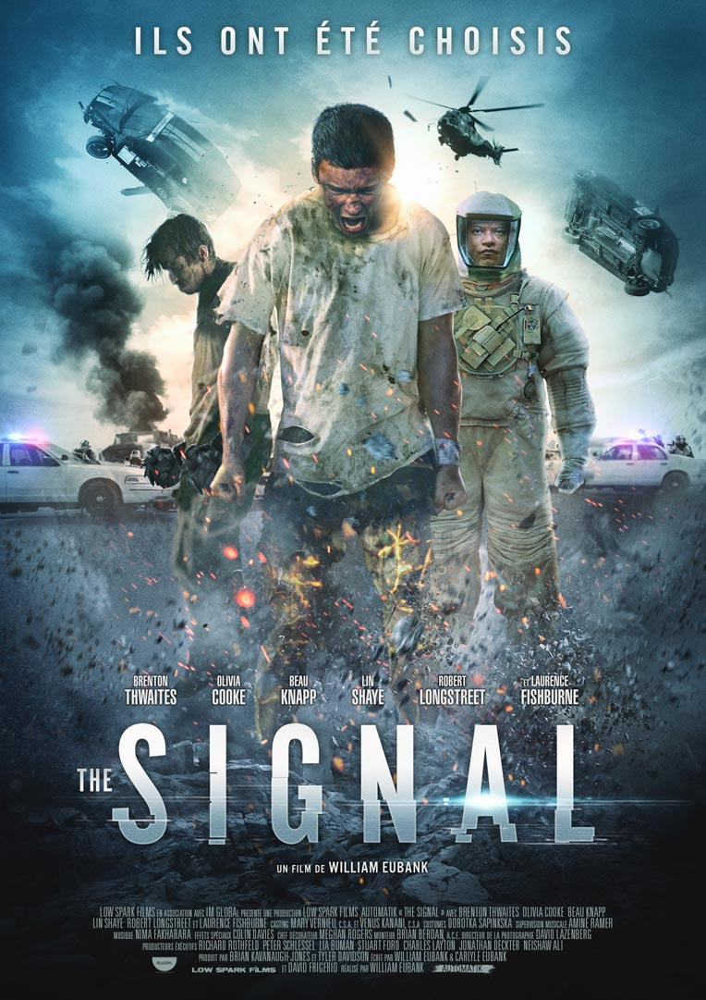 ILS ONT ÉTÉ CHOISIS
BRENTON THWAITES
OLIVIA COOKE
BEAU KNAPP
LIN SHAYE
ROBERT LONGSTREET
ET LAURENCE FISHBURNE
THE SIGNAL
UN FILM DE WILLIAM EUBANK
LOW SPARK FILMS EN ASSOCIATION AVEC IM GLOBAL PRÉSENTE UNE PRODUCTION LOW SPARK FILMS AUTOMATIK « THE SIGNAL » AVEC BRENTON THWAITES OLIVIA COOKE BEAU KNAPP
LIN SHAYE ROBERT LONGSTREET ET LAURENCE FISHBURNE CASTING MARY VERNIEU, C.S.A. ET VENUS KANANI, C.S.A COSTUMES DOROTKA SAPINKSKA SUPERVISION MUSICALE AMINE RAMER
MUSIQUE NIMA FAKHARARA EFFETS SPÉCIAUX COLIN DAVIES CHEF DÉCORATEUR MEGHAN ROGERS MONTEUR BRIAN BERDAN, A.C.E. DIRECTEUR DE LA PHOTOGRAPHIE DAVID LAZENBERG
PRODUCTEURS EXÉCUTIFS RICHARD ROTHFELD PETER SCHLESSEL LIA BUMAN STUART FORD CHARLES LAYTON JONATHAN DECKTER NEISHAW ALI
PRODUIT PAR BRIAN KAVANAUGH-JONES ET TYLER DAVIDSON ÉCRIT PAR WILLIAM EUBANK & CARLYLE EUBANK
LOW SPARK FILMS ET DAVID FRIGERIO RÉALISÉ PAR WILLIAM EUBANK AUTOMATIK